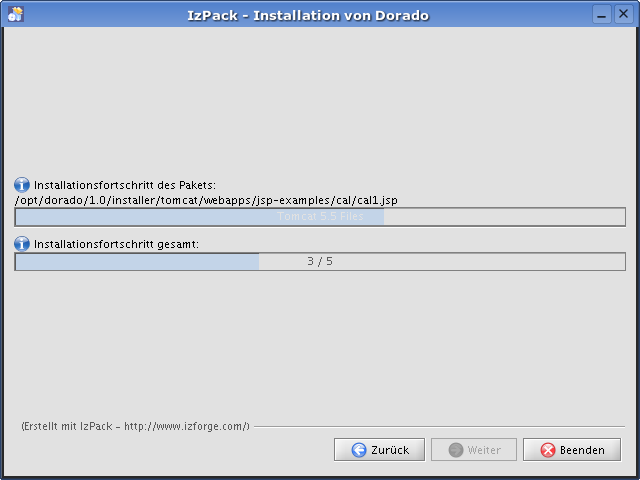 IzPack - Installation von Dorado
Installationsfortschritt des Pakets:
/opt/dorado/1.0/installer/tomcat/webapps/jsp-examples/cal/cal1.jsp
Tomcat 5.5 Files
Installationsfortschritt gesamt:
3 / 5
(Erstellt mit IzPack - http://www.izforge.com/)
Zurück
Weiter
Beenden